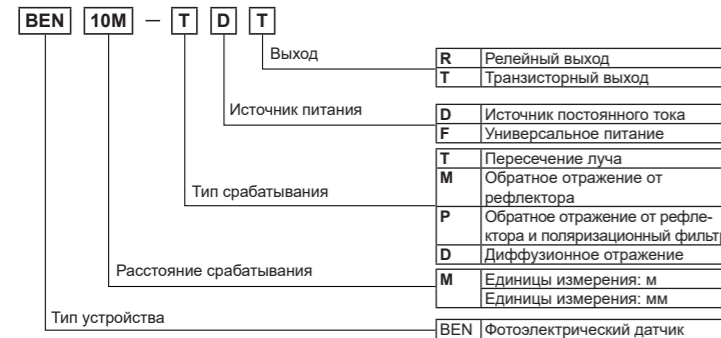 BEN 10M – T D T
Выход
R Релейный выход
T Транзисторный выход
Источник питания
D Источник постоянного тока
F Универсальное питание
Тип срабатывания
T Пересечение луча
M Обратное отражение от
рефлектора
P Обратное отражение от рефле-
ктора и поляризационный фильтр
D Диффузионное отражение
Расстояние срабатывания
M Единицы измерения: м
Единицы измерения: мм
Тип устройства
BEN Фотоэлектрический датчик